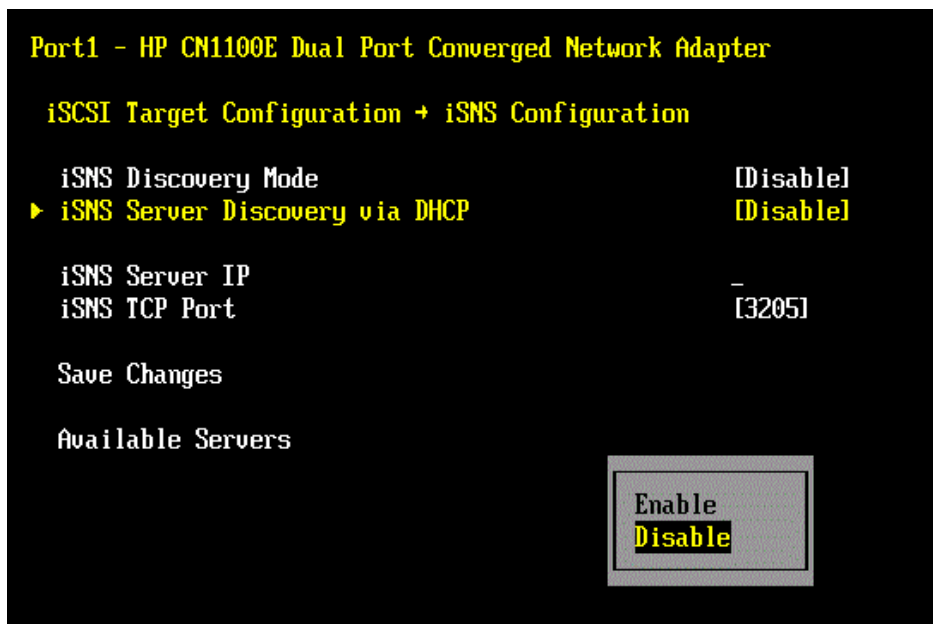 Port1 - HP CN1100E Dual Port Converged Network Adapter
iSCSI Target Configuration → iSNS Configuration
iSNS Discovery Mode [Disable]
► iSNS Server Discovery via DHCP [Disable]
iSNS Server IP _
iSNS TCP Port [3205]
Save Changes
Available Servers
Enable
Disable